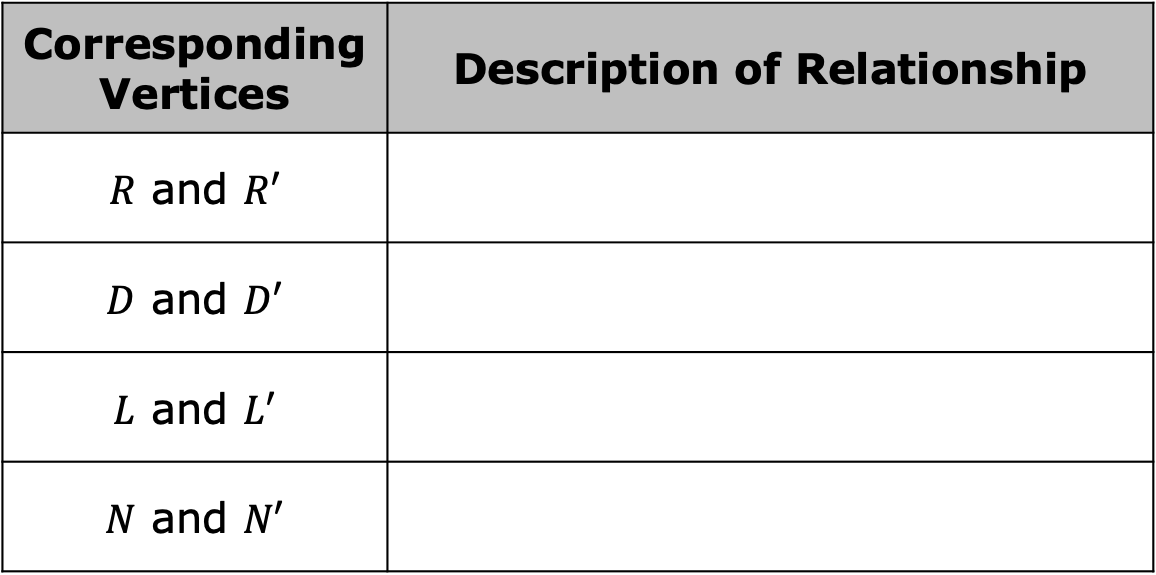 Corresponding
Vertices
Description of Relationship
R and R′
D and D′
L and L′
N and N′